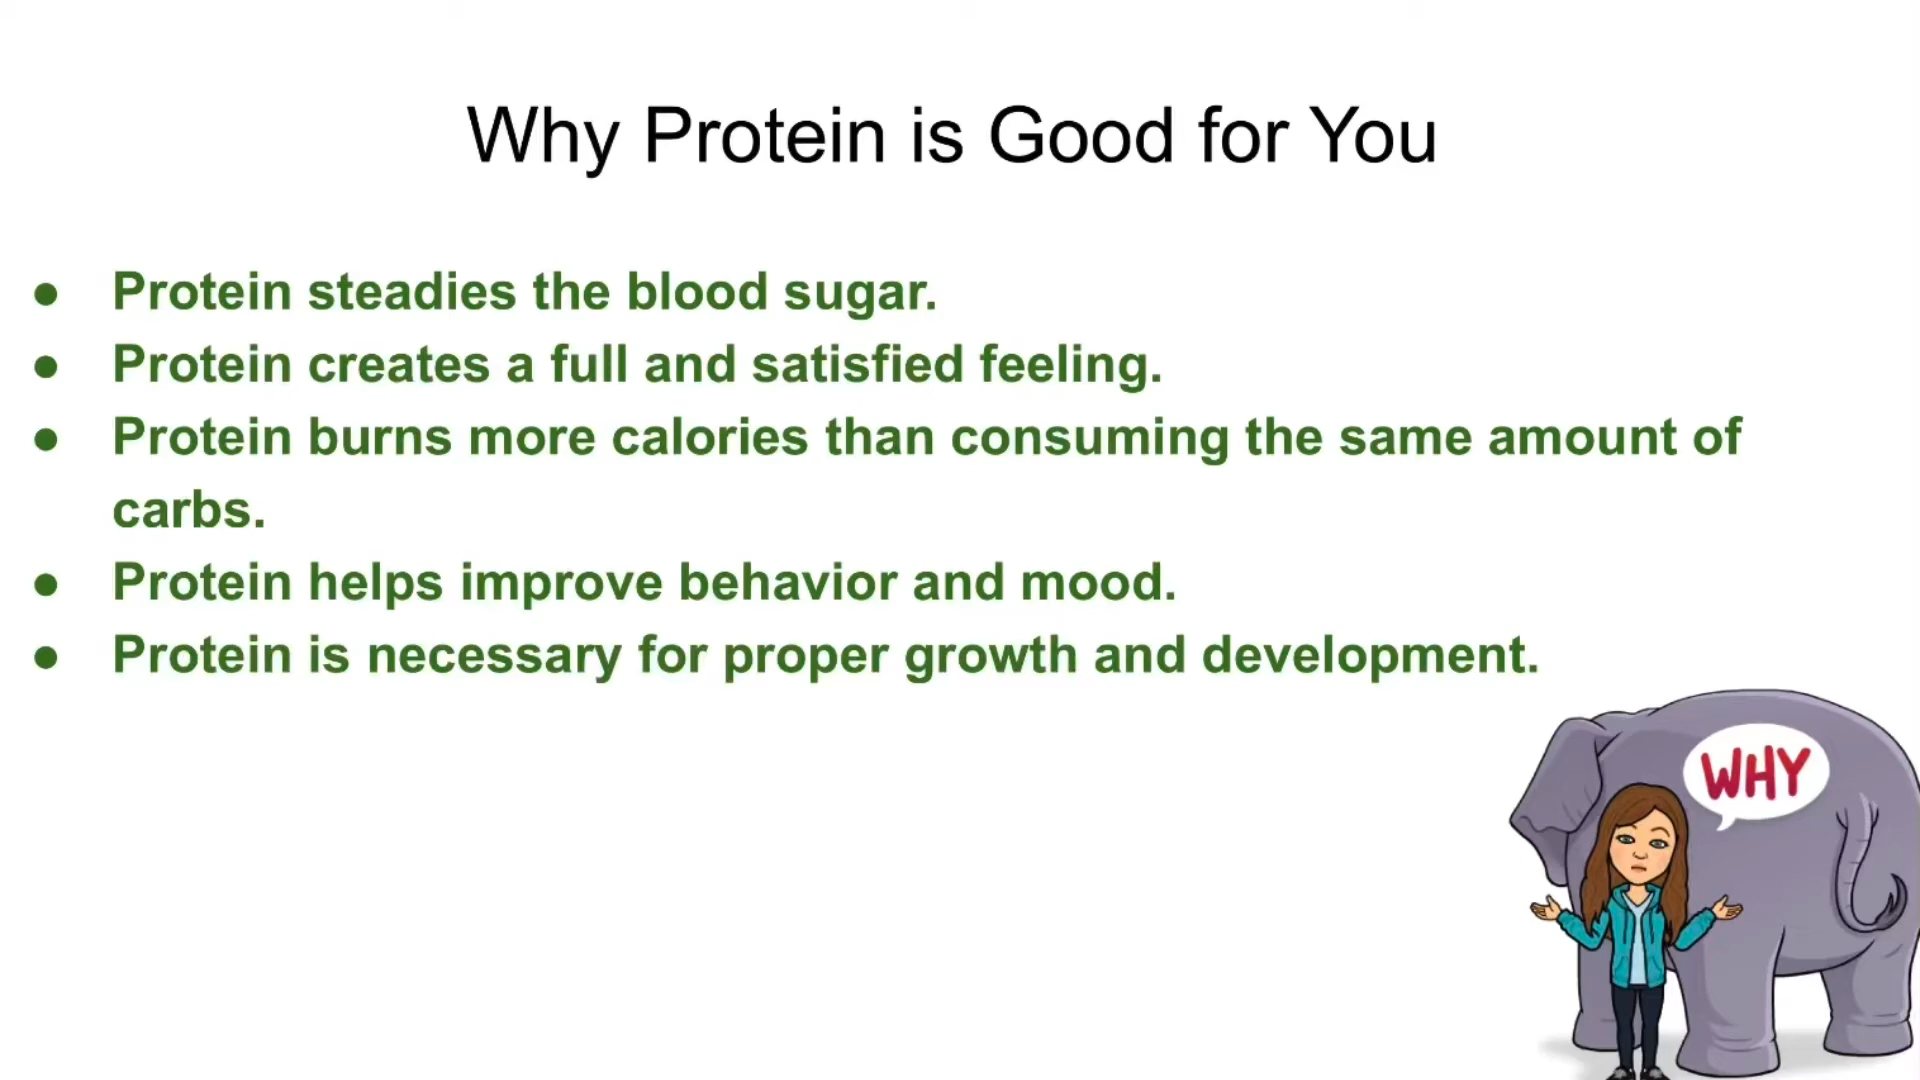 Why Protein is Good for You
● Protein steadies the blood sugar.
● Protein creates a full and satisfied feeling.
● Protein burns more calories than consuming the same amount of
carbs.
● Protein helps improve behavior and mood.
● Protein is necessary for proper growth and development.
WHY